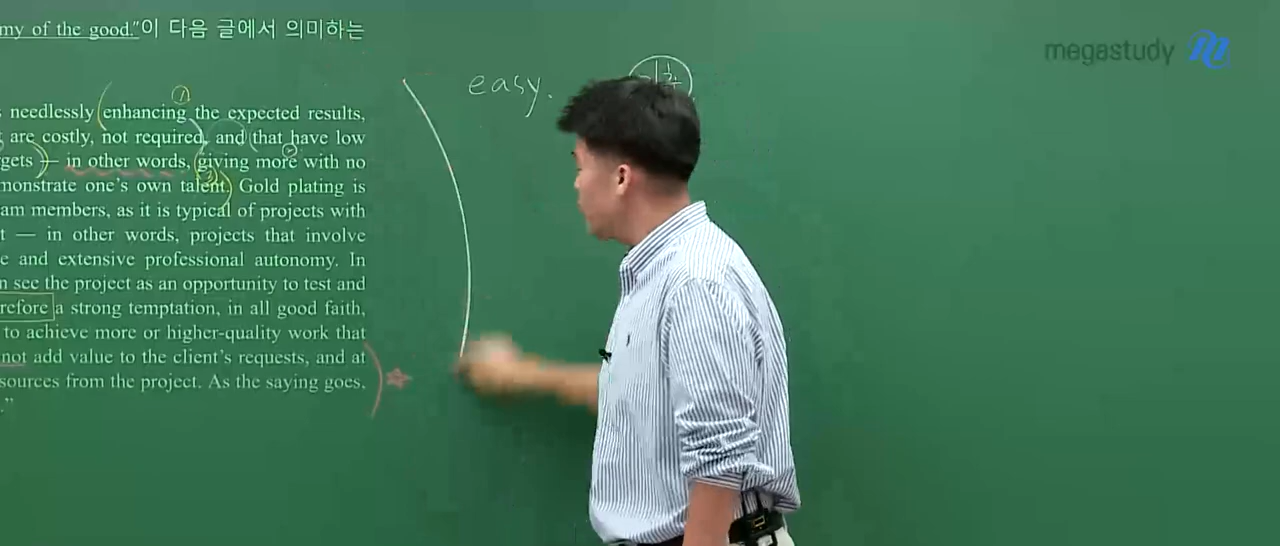 my of the good."이 다음 글에서 의미하는
needlessly enhancing the expected results,
are costly, not required, and that have low
gets) — in other words, giving more with no
monstrate one's own talent. Gold plating is
am members, as it is typical of projects with
t — in other words, projects that involve
e and extensive professional autonomy. In
n see the project as an opportunity to test and
refore a strong temptation, in all good faith,
to achieve more or higher-quality work that
not add value to the client's requests, and at
sources from the project. As the saying goes,
."
easy.
megastudy